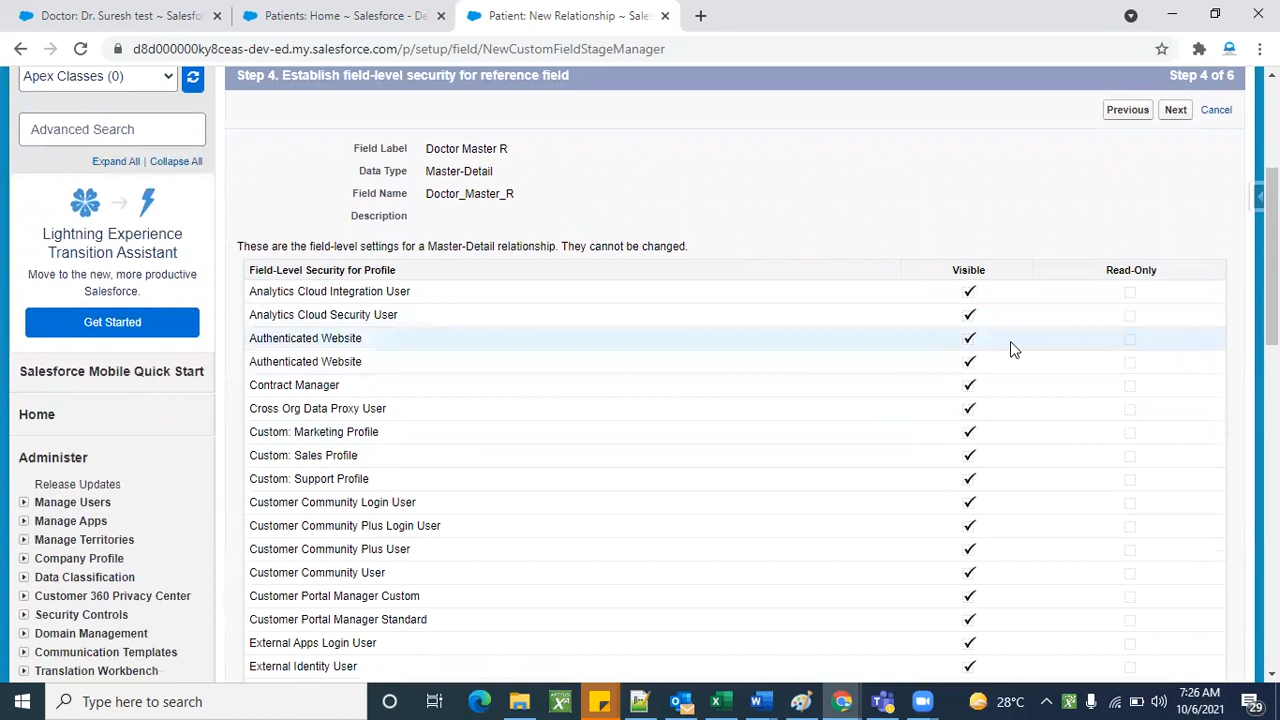 Doctor: Dr. Suresh test ~ Salesfo
Patients: Home ~ Salesforce - De
Patient: New Relationship ~ Sale
d8d000000ky8ceas-dev-ed.my.salesforce.com/p/setup/field/NewCustomFieldStageManager
Apex Classes (0)
Advanced Search
Expand All | Collapse All
Lightning Experience
Transition Assistant
Move to the new, more productive
Salesforce.
Get Started
Salesforce Mobile Quick Start
Home
Administer
Release Updates
Manage Users
Manage Apps
Manage Territories
Company Profile
Data Classification
Customer 360 Privacy Center
Security Controls
Domain Management
Communication Templates
Translation Workbench
Step 4. Establish field-level security for reference field
Step 4 of 6
Previous
Next
Cancel
Field Label Doctor Master R
Data Type Master-Detail
Field Name Doctor_Master_R
Description
These are the field-level settings for a Master-Detail relationship. They cannot be changed.
Field-Level Security for Profile Visible Read-Only
Analytics Cloud Integration User
Analytics Cloud Security User
Authenticated Website
Authenticated Website
Contract Manager
Cross Org Data Proxy User
Custom: Marketing Profile
Custom: Sales Profile
Custom: Support Profile
Customer Community Login User
Customer Community Plus Login User
Customer Community Plus User
Customer Community User
Customer Portal Manager Custom
Customer Portal Manager Standard
External Apps Login User
External Identity User
Type here to search
28°C
7:26 AM
10/6/2021
29